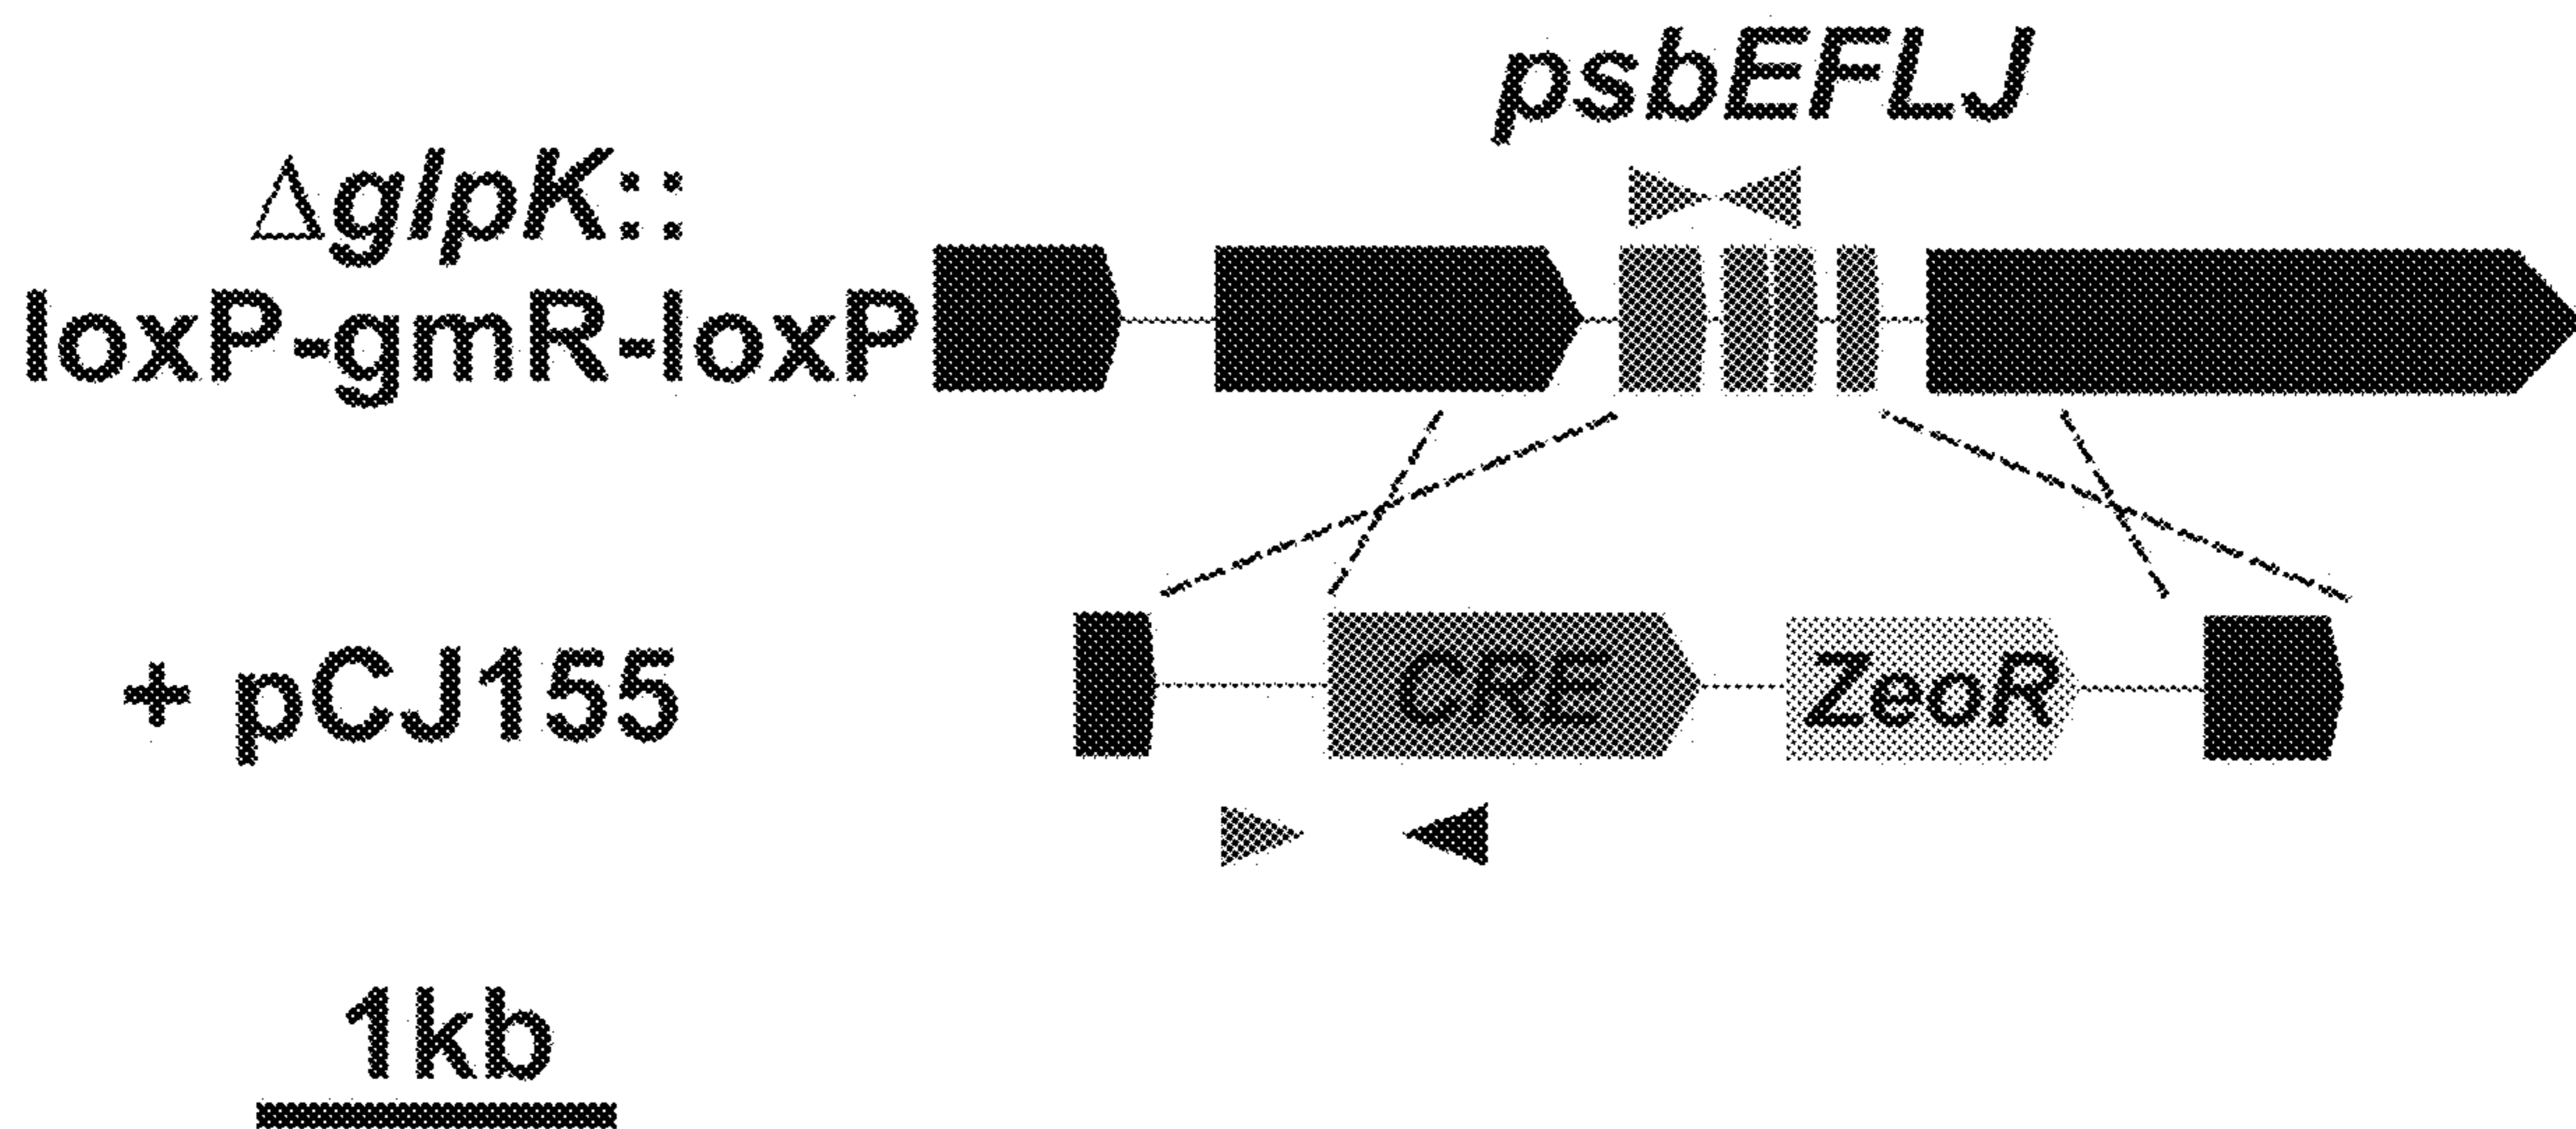 psbEFLJ
ΔglpK::
loxP-gmR-loxP
+ pCJ155
CRE
ZeoR
1kb